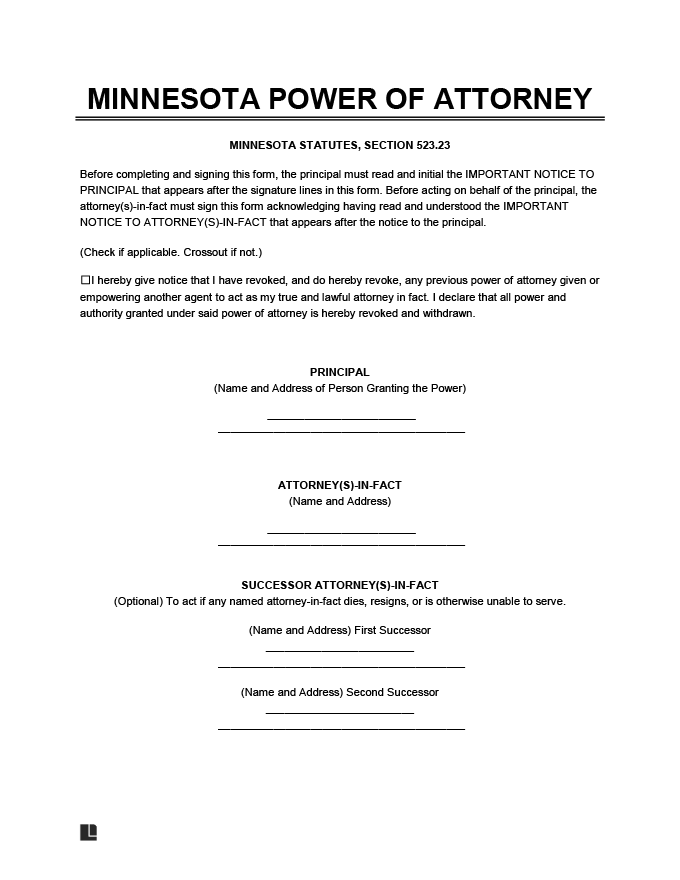 MINNESOTA POWER OF ATTORNEY
MINNESOTA STATUTES, SECTION 523.23
Before completing and signing this form, the principal must read and initial the IMPORTANT NOTICE TO
PRINCIPAL that appears after the signature lines in this form. Before acting on behalf of the principal, the
attorney(s)-in-fact must sign this form acknowledging having read and understood the IMPORTANT
NOTICE TO ATTORNEY(S)-IN-FACT that appears after the notice to the principal.
(Check if applicable. Crossout if not.)
☐I hereby give notice that I have revoked, and do hereby revoke, any previous power of attorney given or
empowering another agent to act as my true and lawful attorney in fact. I declare that all power and
authority granted under said power of attorney is hereby revoked and withdrawn.
PRINCIPAL
(Name and Address of Person Granting the Power)
________________________
________________________________________
ATTORNEY(S)-IN-FACT
(Name and Address)
________________________
________________________________________
SUCCESSOR ATTORNEY(S)-IN-FACT
(Optional) To act if any named attorney-in-fact dies, resigns, or is otherwise unable to serve.
(Name and Address) First Successor
________________________
________________________________________
(Name and Address) Second Successor
________________________
________________________________________